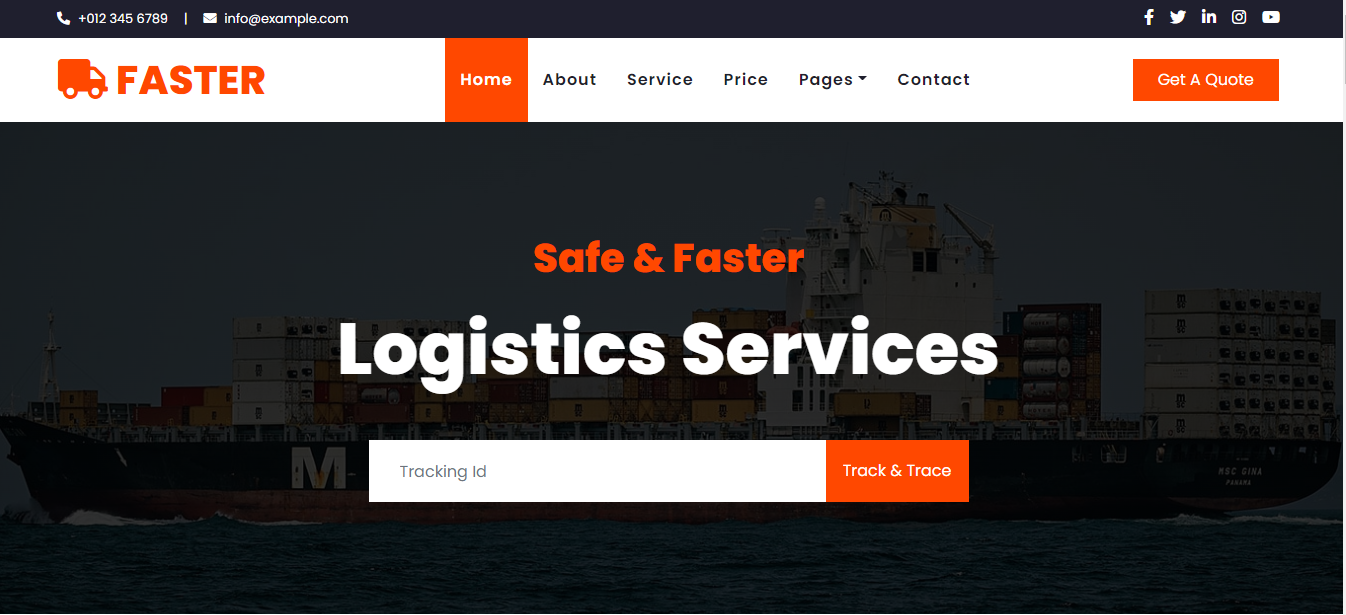 +012 345 6789 | info@example.com
FASTER
Home About Service Price Pages Contact
Get A Quote
Safe & Faster
Logistics Services
Tracking Id
Track & Trace
M
MSC GINA
PANAMA